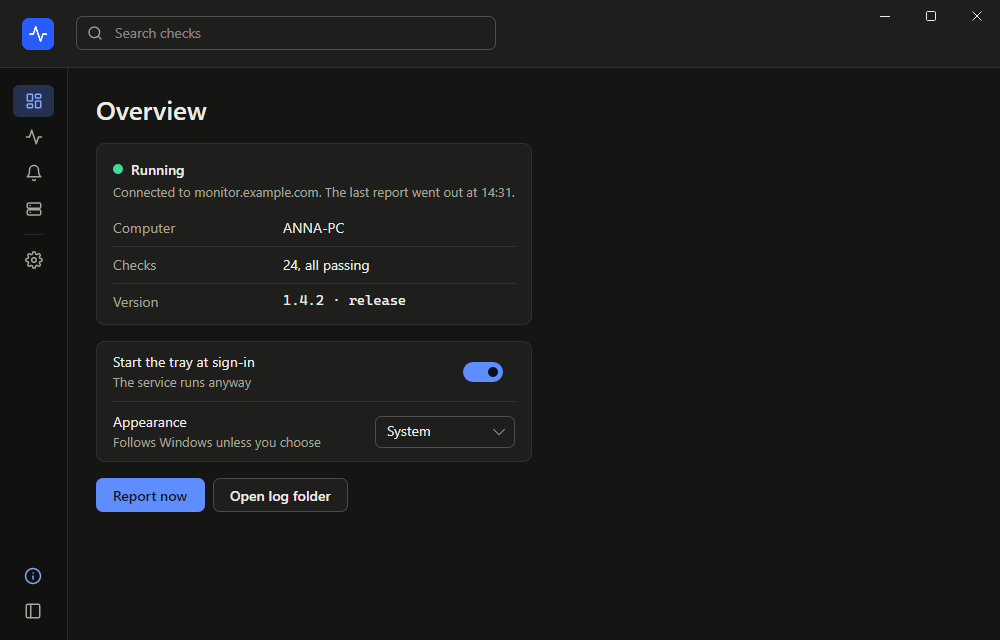 Search checks
Overview
Running
Connected to monitor.example.com. The last report went out at 14:31.
Computer ANNA-PC
Checks 24, all passing
Version 1.4.2 · release
Start the tray at sign-in
The service runs anyway
Appearance
Follows Windows unless you choose
System
Report now Open log folder